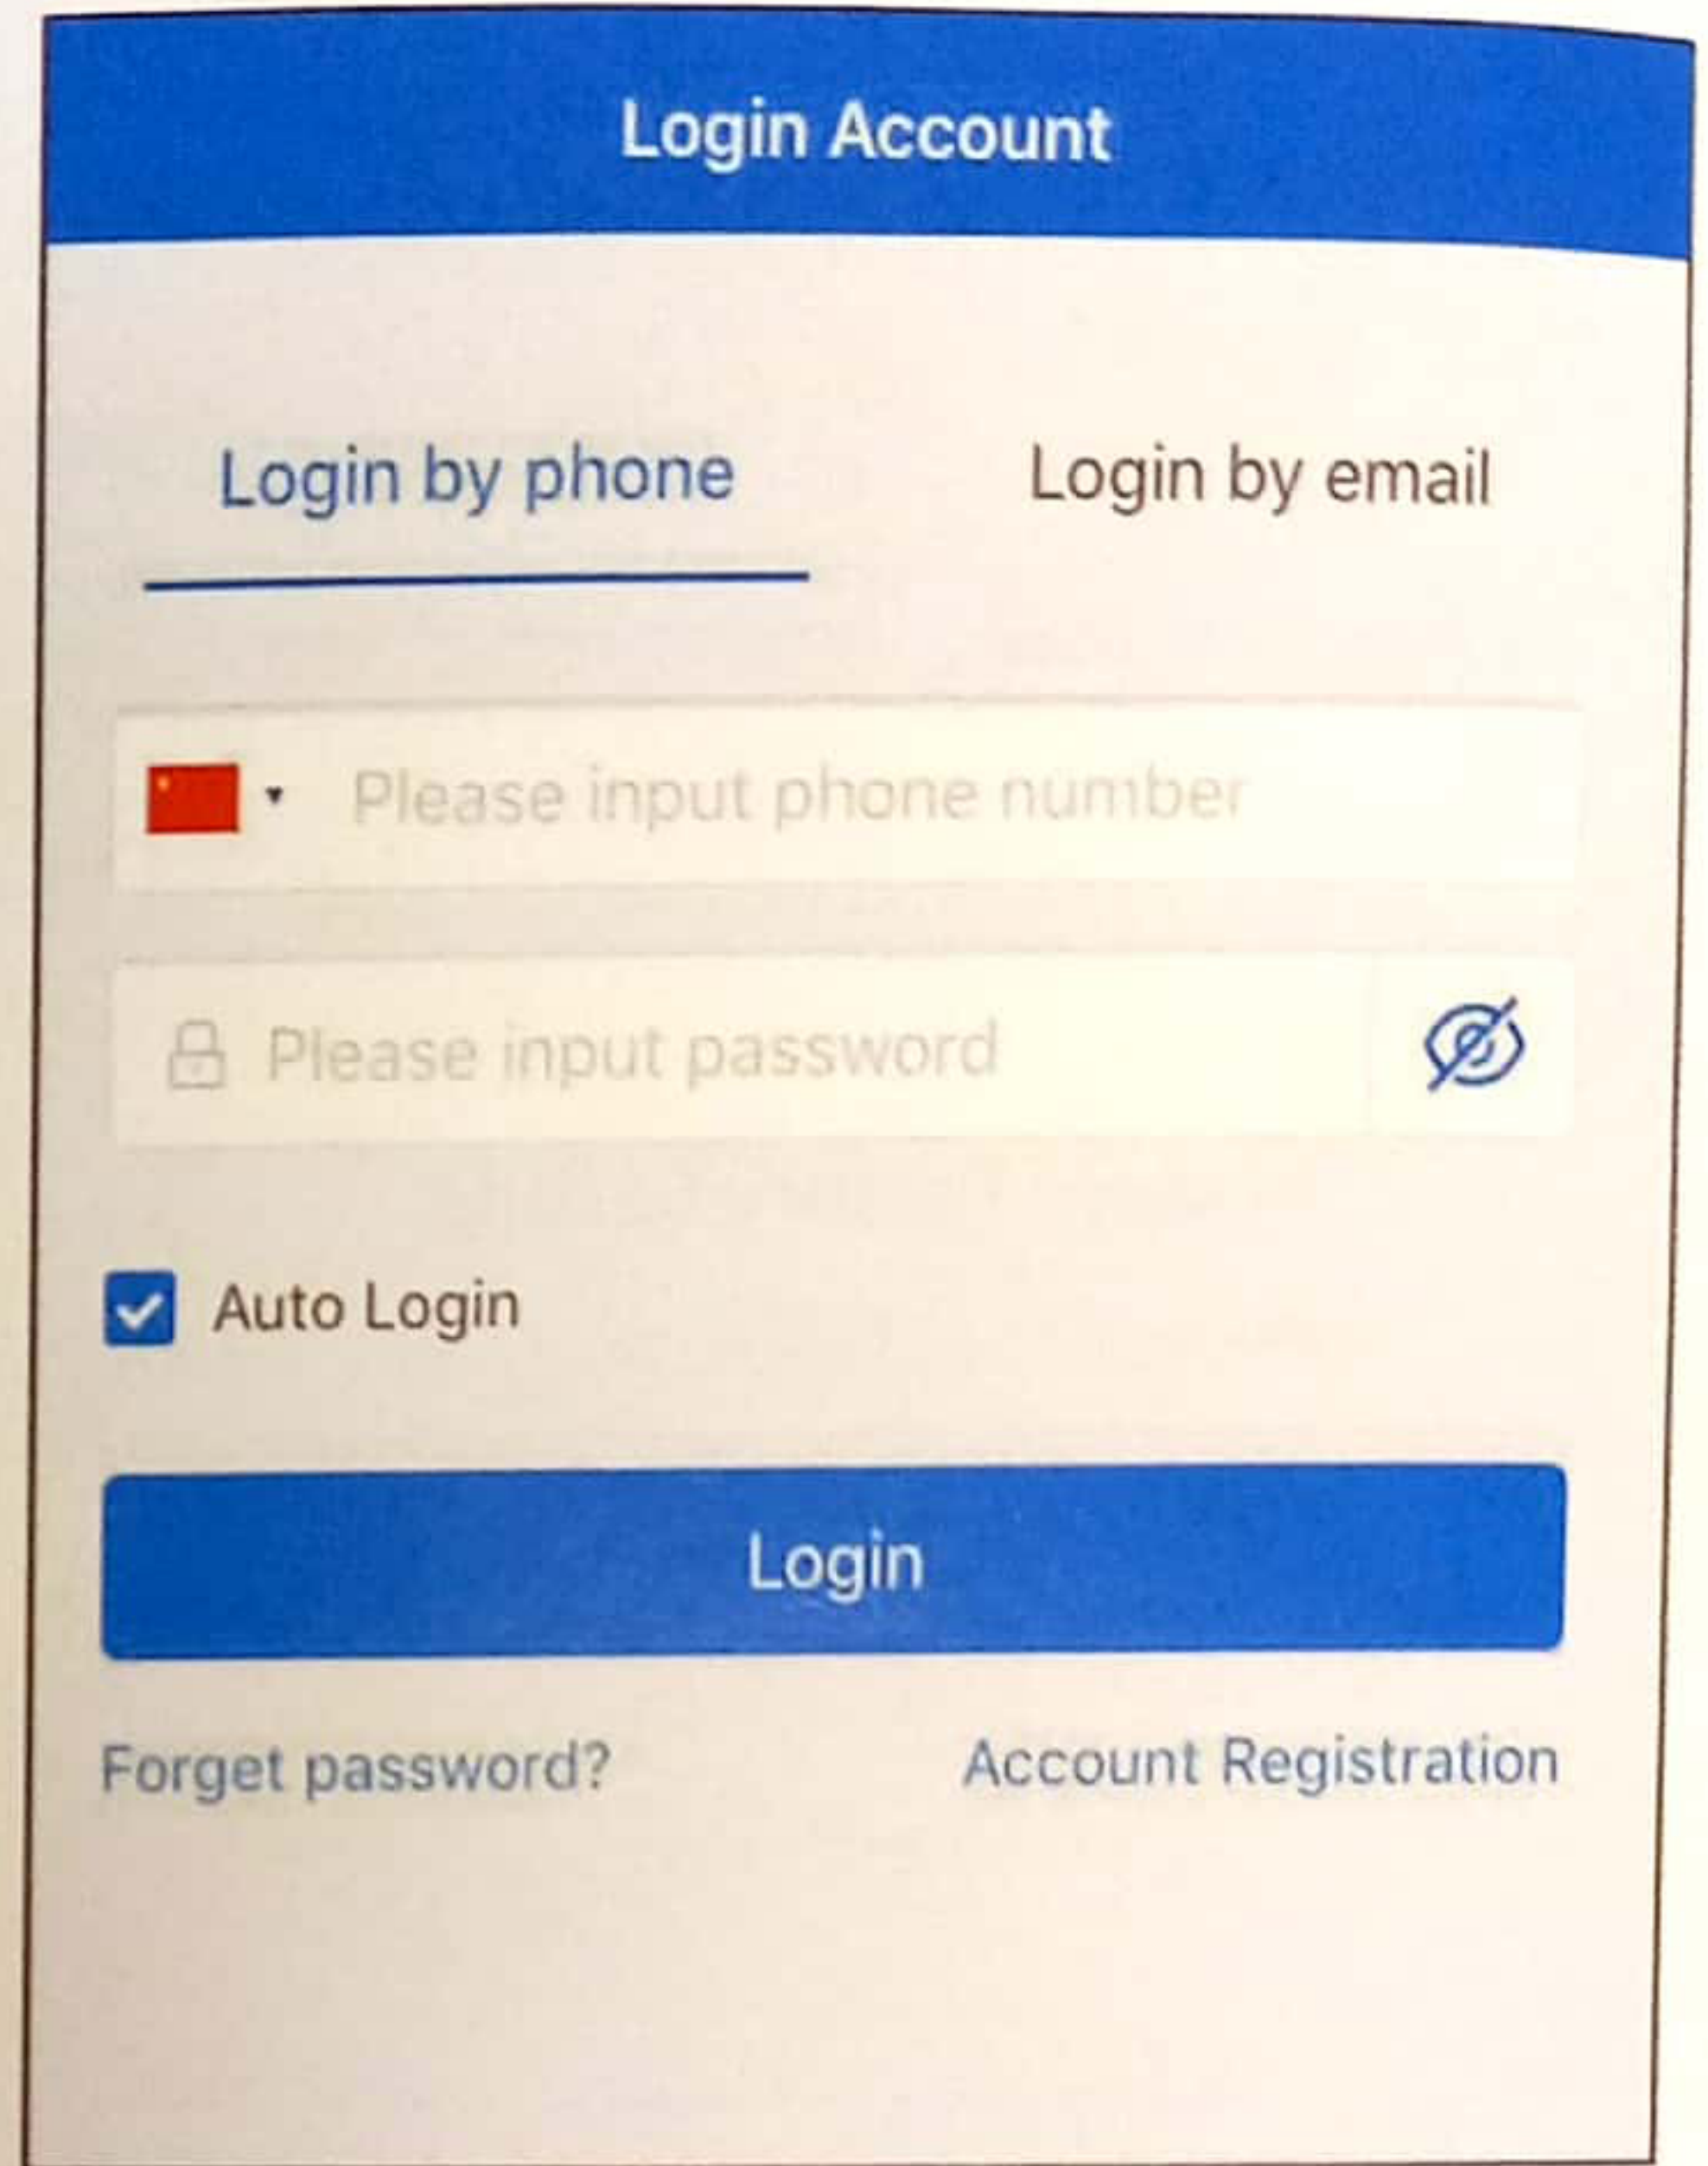 Login Account
Login by phone
Login by email
Please input phone number
Please input password
Auto Login
Login
Forget password?
Account Registration